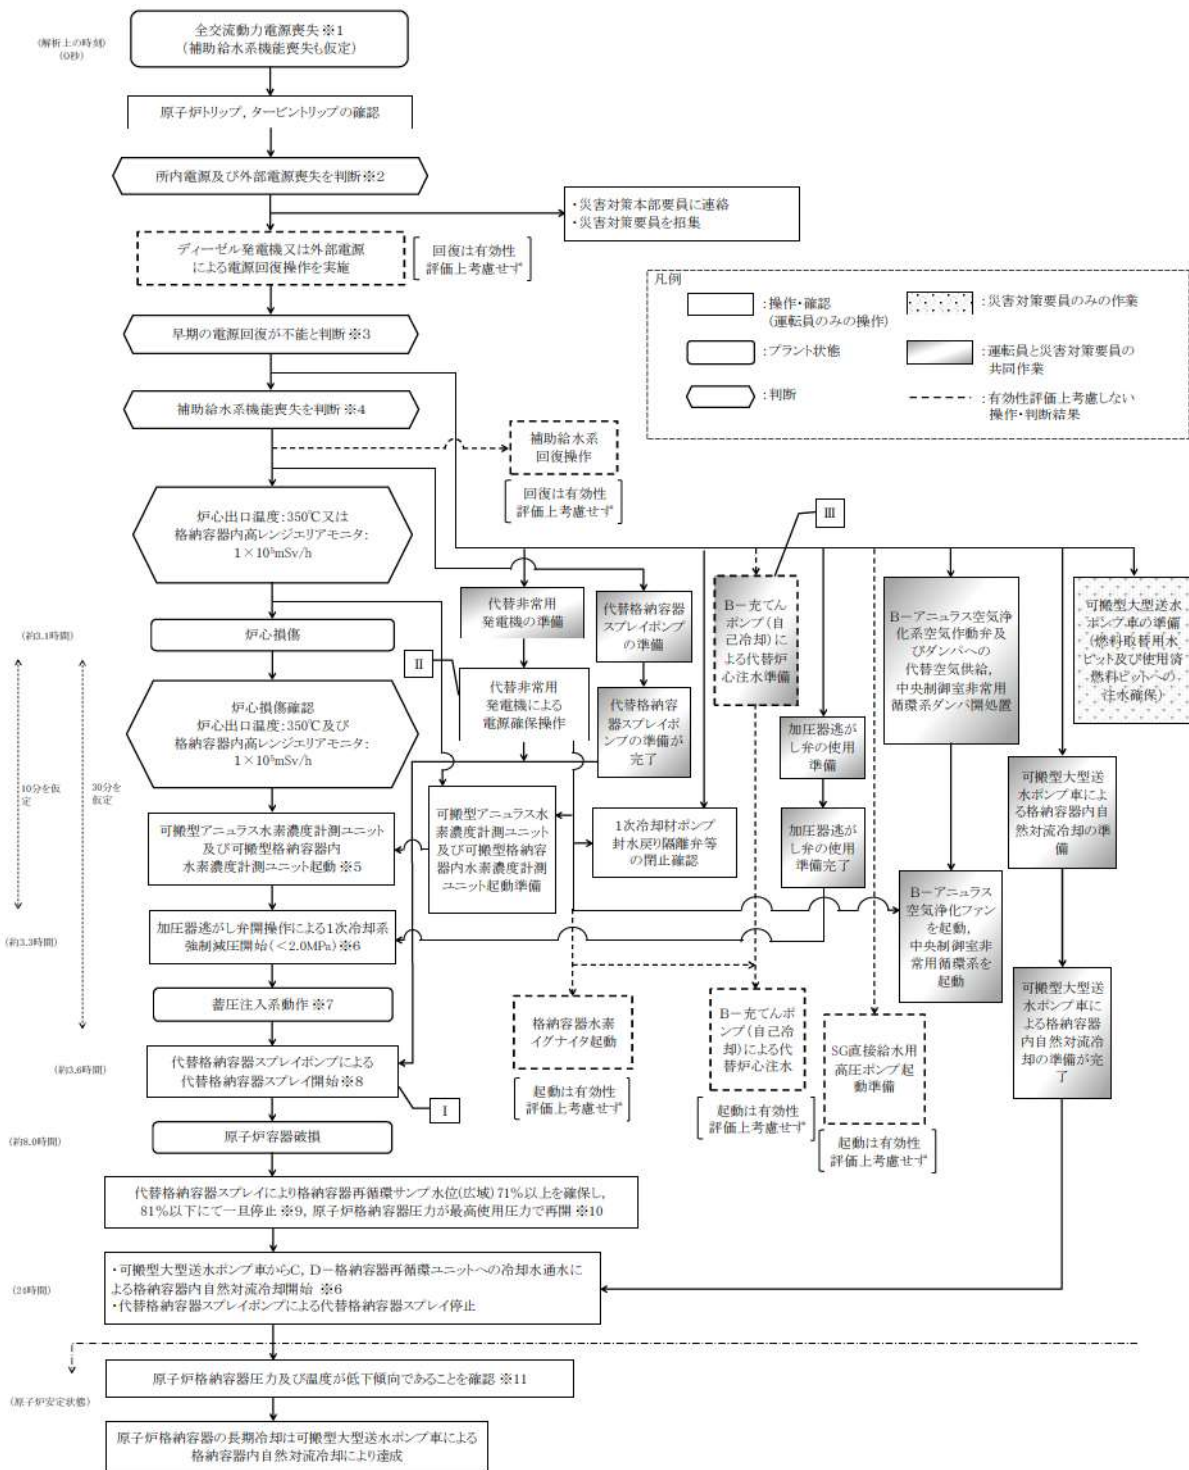 (解析上の時刻)
(0秒)
全交流動力電源喪失※1
(補助給水系機能喪失も仮定)
原子炉トリップ，タービントリップの確認
所内電源及び外部電源喪失を判断※2
・災害対策本部要員に連絡
・災害対策要員を招集
ディーゼル発電機又は外部電源
による電源回復操作を実施
回復は有効性
評価上考慮せず
早期の電源回復が不能と判断※3
補助給水系機能喪失を判断※4
凡例
：操作・確認
(運転員のみの操作)
：プラント状態
：判断
：災害対策要員のみの作業
：運転員と災害対策要員の
共同作業
：有効性評価上考慮しない
操作・判断結果
補助給水系
回復操作
回復は有効性
評価上考慮せず
炉心出口温度：350℃又は
格納容器内高レンジエリアモニタ：
1×10⁵mSv/h
Ⅲ
代替非常用
発電機の準備
代替格納容器
スプレイポンプ
の準備
B－充てん
ポンプ(自
己冷却)に
よる代替炉
心注水準備
B－アニュラス空気浄
化系空気作動弁及
びダンパへの
代替空気供給，
中央制御室非常用
循環系ダンパ開処置
可搬型大型送水
ポンプ車の準備
(燃料取替用水
ピット及び使用済
燃料ピットへの
注水確保)
(約3.1時間)
炉心損傷
Ⅱ
代替非常用
発電機による
電源確保操作
代替格納容
器スプレイポ
ンプの準備が
完了
加圧器逃が
し弁の使用
準備
炉心損傷確認
炉心出口温度：350℃及び
格納容器内高レンジエリアモニタ：
1×10⁵mSv/h
10分を仮
定
30分を
仮定
可搬型大型送
水ポンプ車によ
る格納容器内自
然対流冷却の準
備
可搬型アニュラス水素濃度計測ユニット
及び可搬型格納容器内
水素濃度計測ユニット起動※5
可搬型アニュラス水
素濃度計測ユニット
及び可搬型格納容
器内水素濃度計測
ユニット起動準備
1次冷却材ポンプ
封水戻り隔離弁等
の閉止確認
加圧器逃が
し弁の使用
準備完了
B－アニュラス
空気浄化ファン
を起動，
中央制御室非
常用循環系を
起動
(約3.3時間)
加圧器逃がし弁開操作による1次冷却系
強制減圧開始(＜2.0MPa)※6
蓄圧注入系動作※7
格納容器水素
イグナイタ起動
起動は有効性
評価上考慮せず
B－充てんポン
プ(自己冷
却)による代
替炉心注水
起動は有効性
評価上考慮せず
SG直接給水用
高圧ポンプ起
動準備
起動は有効性
評価上考慮せず
可搬型大型送
水ポンプ車によ
る格納容器内
自然対流冷却
の準備が完了
(約3.6時間)
代替格納容器スプレイポンプによる
代替格納容器スプレイ開始※8
Ⅰ
(約8.0時間)
原子炉容器破損
代替格納容器スプレイにより格納容器再循環サンプ水位(広域)71%以上を確保し，
81%以下にて一旦停止※9，原子炉格納容器圧力が最高使用圧力で再開※10
(24時間)
・可搬型大型送水ポンプ車からC，D－格納容器再循環ユニットへの冷却水通水に
よる格納容器内自然対流冷却開始※6
・代替格納容器スプレイポンプによる代替格納容器スプレイ停止
(原子炉安定状態)
原子炉格納容器圧力及び温度が低下傾向であることを確認※11
原子炉格納容器の長期冷却は可搬型大型送水ポンプ車による
格納容器内自然対流冷却により達成